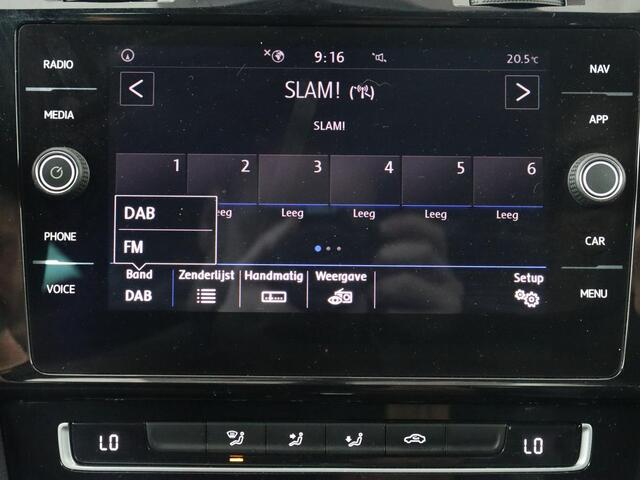 RADIO
9:16
20.5°C
NAV
SLAM!
MEDIA
SLAM!
APP
1 2 3 4 5 6
DAB
Leeg Leeg Leeg Leeg Leeg
FM
PHONE
CAR
Band Zenderlijst Handmatig Weergave Setup
DAB
VOICE
MENU
LO
LO